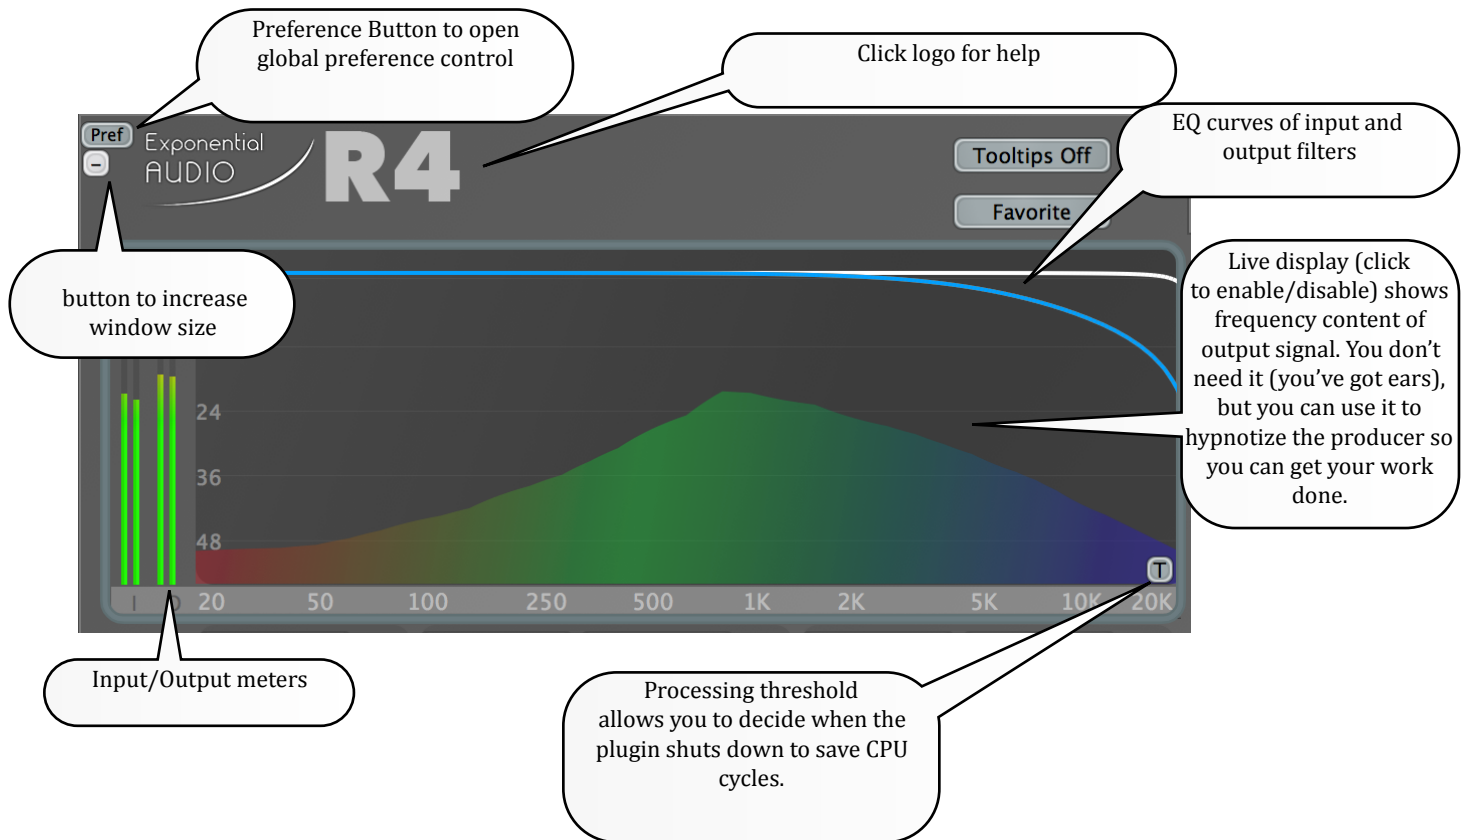 Preference Button to open
global preference control
Click logo for help
EQ curves of input and
output filters
Pref
−
Exponential
AUDIO
R4
Tooltips Off
Favorite
button to increase
window size
Live display (click
to enable/disable) shows
frequency content of
output signal. You don’t
need it (you’ve got ears),
but you can use it to
hypnotize the producer so
you can get your work
done.
24
36
48
T
I
20 50 100 250 500 1K 2K 5K 10K 20K
Input/Output meters
Processing threshold
allows you to decide when the
plugin shuts down to save CPU
cycles.